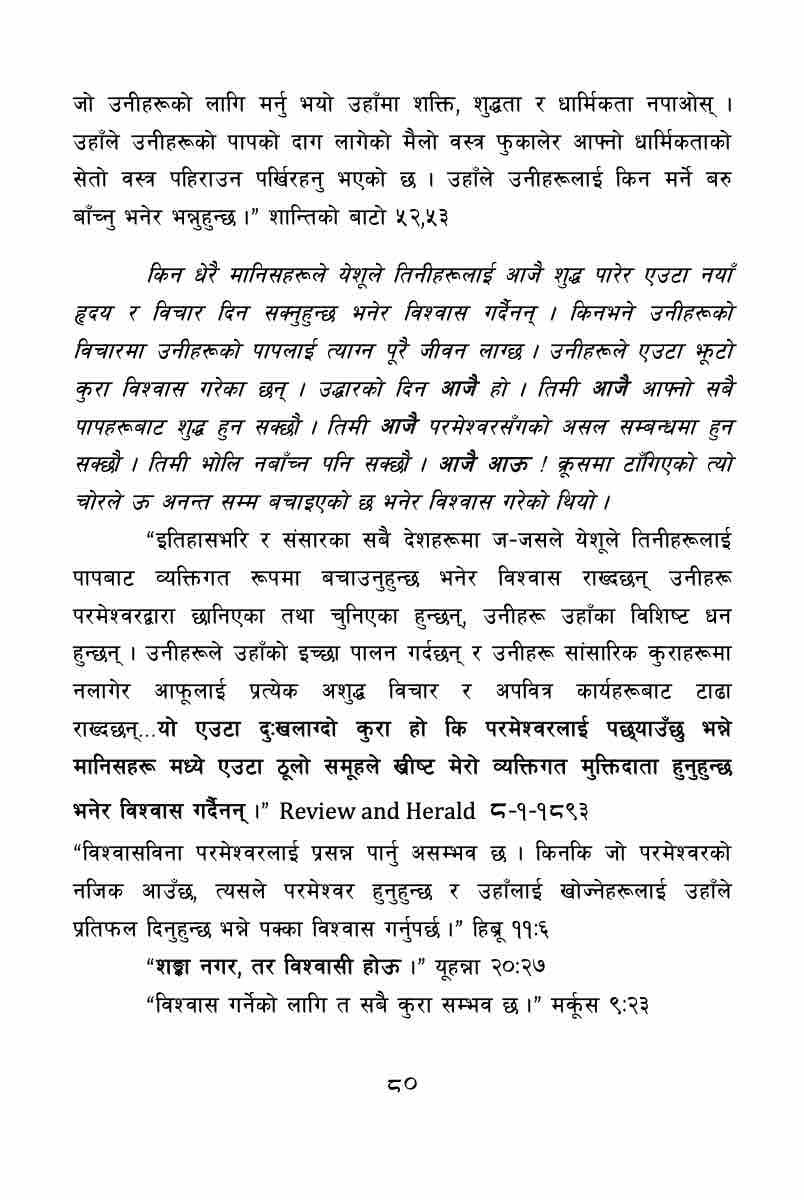 जो उनीहरूको लागि मर्नु भयो उहाँमा शक्ति, शुद्धता र धार्मिकता नपाओस् ।
उहाँले उनीहरूको पापको दाग लागेको मैलो वस्त्र फुकालेर आफ्नो धार्मिकताको
सेतो वस्त्र पहिराउन पर्खिरहनु भएको छ । उहाँले उनीहरूलाई किन मर्ने बरु
बाँच्नु भनेर भन्नुहुन्छ ।” शान्तिको बाटो ५२,५३
किन धेरै मानिसहरूले येशूले तिनीहरूलाई आजै शुद्ध पारेर एउटा नयाँ
हृदय र विचार दिन सक्नुहुन्छ भनेर विश्वास गर्दैनन् । किनभने उनीहरूको
विचारमा उनीहरूको पापलाई त्याग्न पूरै जीवन लाग्छ । उनीहरूले एउटा झूटो
कुरा विश्वास गरेका छन् । उद्धारको दिन आजै हो । तिमी आजै आफ्नो सबै
पापहरूबाट शुद्ध हुन सक्छौ । तिमी आजै परमेश्वरसँगको असल सम्बन्धमा हुन
सक्छौ । तिमी भोलि नबाँच्न पनि सक्छौ । आजै आऊ ! क्रूसमा टाँगिएको त्यो
चोरले ऊ अनन्त सम्म बचाइएको छ भनेर विश्वास गरेको थियो ।
“इतिहासभरि र संसारका सबै देशहरूमा ज-जसले येशूले तिनीहरूलाई
पापबाट व्यक्तिगत रूपमा बचाउनुहुन्छ भनेर विश्वास राख्दछन् उनीहरू
परमेश्वरद्वारा छानिएका तथा चुनिएका हुन्छन्, उनीहरू उहाँका विशिष्ट धन
हुन्छन् । उनीहरूले उहाँको इच्छा पालन गर्दछन् र उनीहरू सांसारिक कुराहरूमा
नलागेर आफूलाई प्रत्येक अशुद्ध विचार र अपवित्र कार्यहरूबाट टाढा
राख्दछन्...यो एउटा दुःखलाग्दो कुरा हो कि परमेश्वरलाई पछ्याउँछु भन्ने
मानिसहरू मध्ये एउटा ठूलो समूहले ख्रीष्ट मेरो व्यक्तिगत मुक्तिदाता हुनुहुन्छ
भनेर विश्वास गर्दैनन् ।” Review and Herald ८-१-१८९३
“विश्वासविना परमेश्वरलाई प्रसन्न पार्नु असम्भव छ । किनकि जो परमेश्वरको
नजिक आउँछ, त्यसले परमेश्वर हुनुहुन्छ र उहाँलाई खोज्नेहरूलाई उहाँले
प्रतिफल दिनुहुन्छ भन्ने पक्का विश्वास गर्नुपर्छ ।” हिब्रू ११:६
“शङ्का नगर, तर विश्वासी होऊ ।” यूहन्ना २०:२७
“विश्वास गर्नेको लागि त सबै कुरा सम्भव छ ।” मर्कूस ९:२३
८०